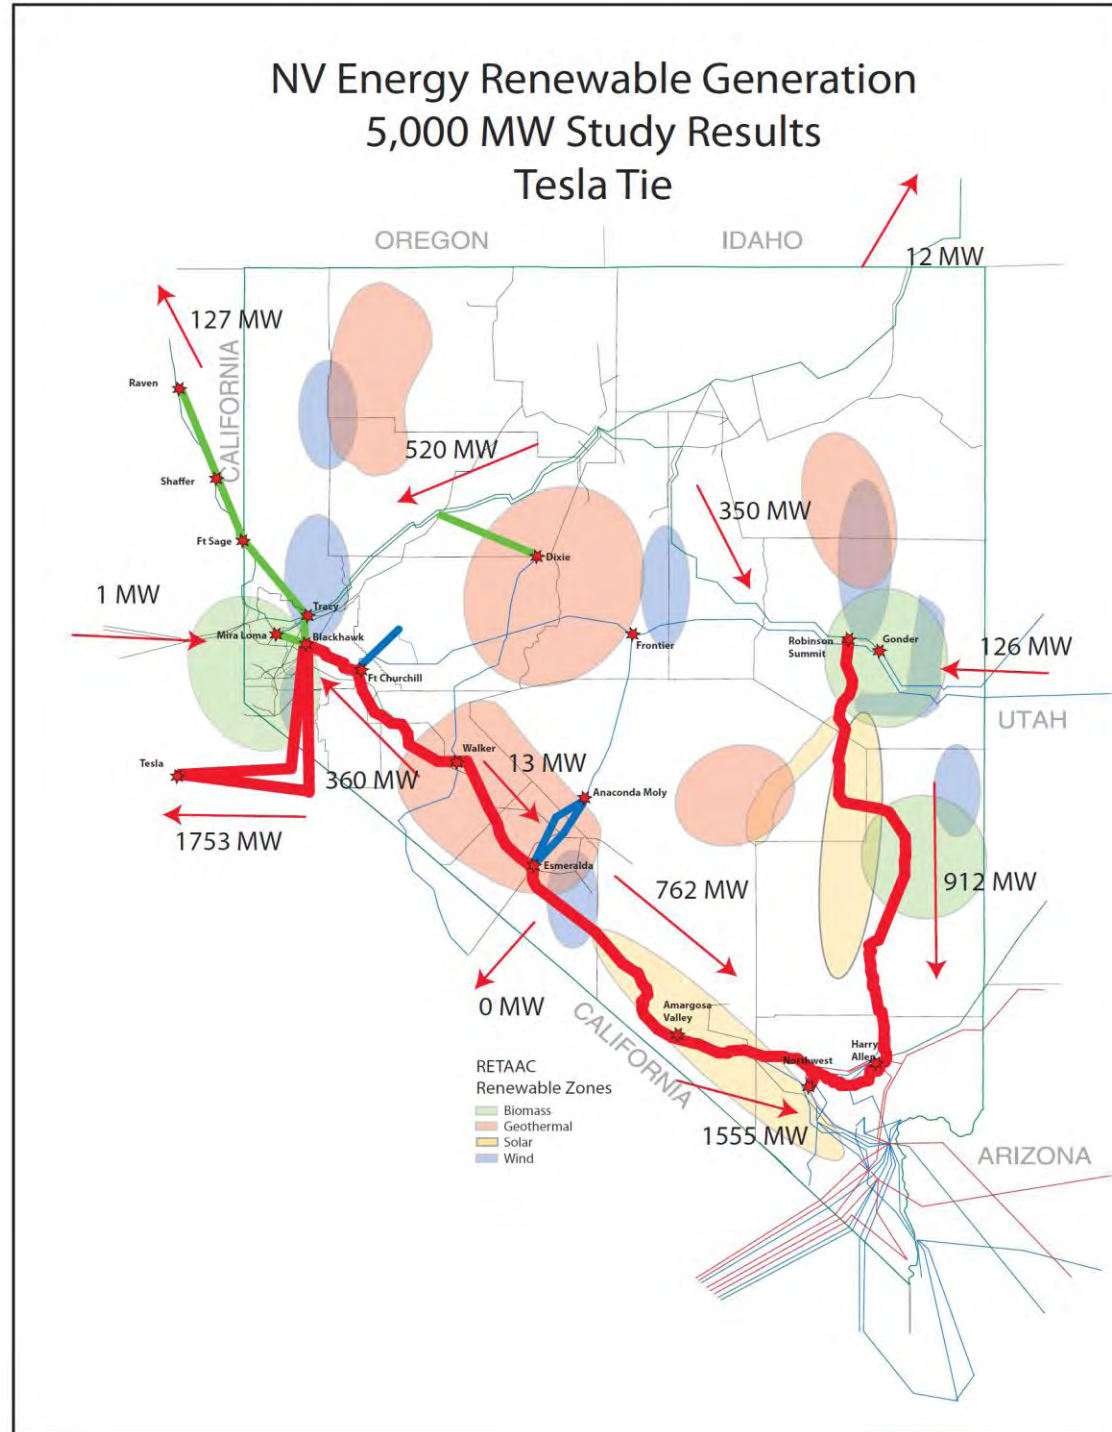 NV Energy Renewable Generation
5,000 MW Study Results
Tesla Tie
OREGON
IDAHO
12 MW
127 MW
CALIFORNIA
Raven
520 MW
Shaffer
350 MW
Ft Sage
Dixie
1 MW
Tracy
Mira Loma
Blackhawk
Frontier
Robinson
Summit
Gonder
126 MW
Ft Churchill
UTAH
Walker
Tesla
13 MW
360 MW
Anaconda Moly
1753 MW
Esmeralda
762 MW
912 MW
0 MW
Amargosa
Valley
CALIFORNIA
Northwest
Harry
Allen
RETAAC
Renewable Zones
Biomass
Geothermal
Solar
Wind
1555 MW
ARIZONA